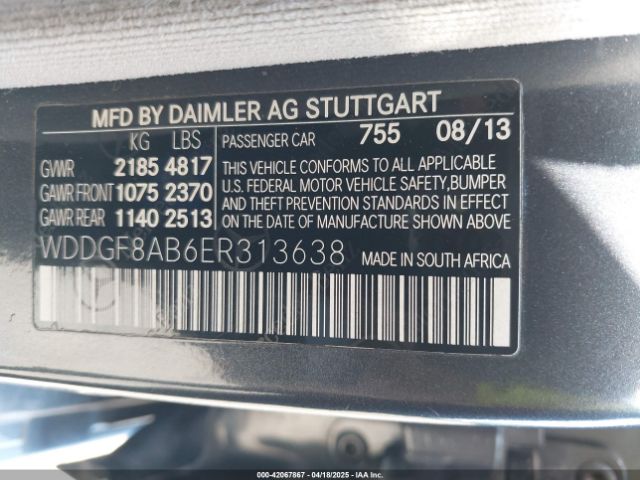 MFD BY DAIMLER AG STUTTGART
KG LBS
GVWR 2185 4817
GAWR FRONT 1075 2370
GAWR REAR 1140 2513
PASSENGER CAR 755 08/13
THIS VEHICLE CONFORMS TO ALL APPLICABLE
U.S. FEDERAL MOTOR VEHICLE SAFETY,BUMPER
AND THEFT PREVENTION STANDARDS IN EFFECT
ON DATE OF MANUFACTURE SHOWN ABOVE
WDDGF8AB6ER313638 MADE IN SOUTH AFRICA
000-42067867 - 04/18/2025 - IAA Inc.